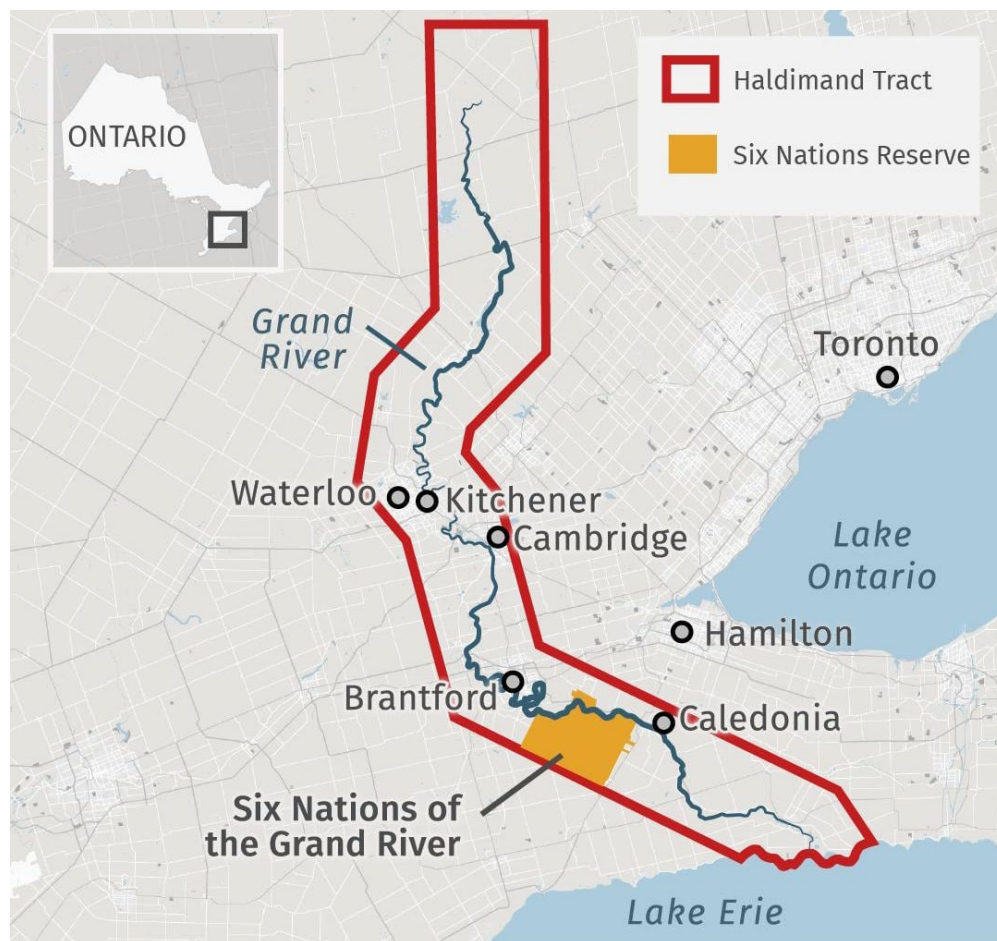 ONTARIO
Haldimand Tract
Six Nations Reserve
Grand
River
Toronto
Waterloo
Kitchener
Cambridge
Lake
Ontario
Hamilton
Brantford
Caledonia
Six Nations of
the Grand River
Lake Erie